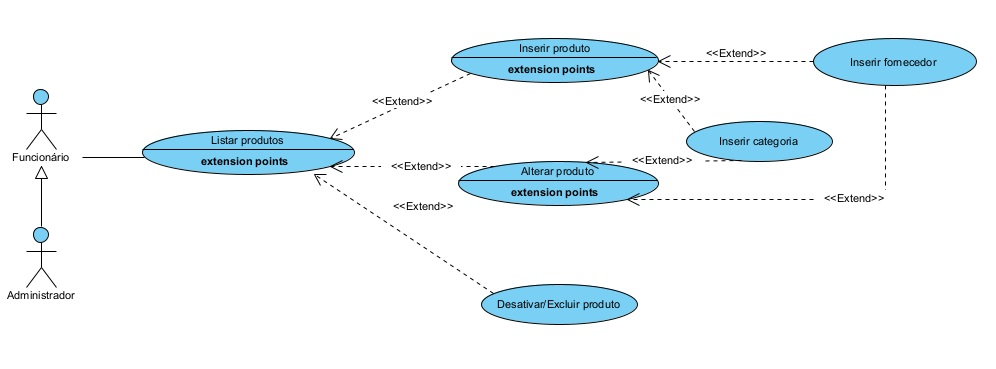 Inserir produto
extension points
<<Extend>>
Inserir fornecedor
<<Extend>>
<<Extend>>
Funcionário
Listar produtos
extension points
Inserir categoria
<<Extend>>
<<Extend>>
Alterar produto
extension points
<<Extend>>
<<Extend>>
Administrador
Desativar/Excluir produto